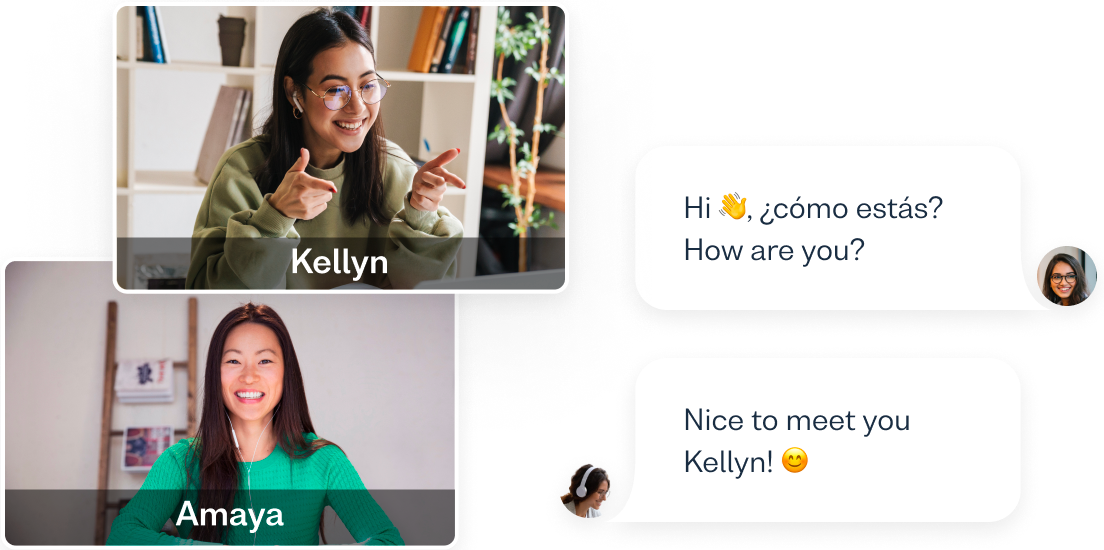 Kellyn
Amaya
Hi 👋, ¿cómo estás?
How are you?
Nice to meet you
Kellyn! 😊